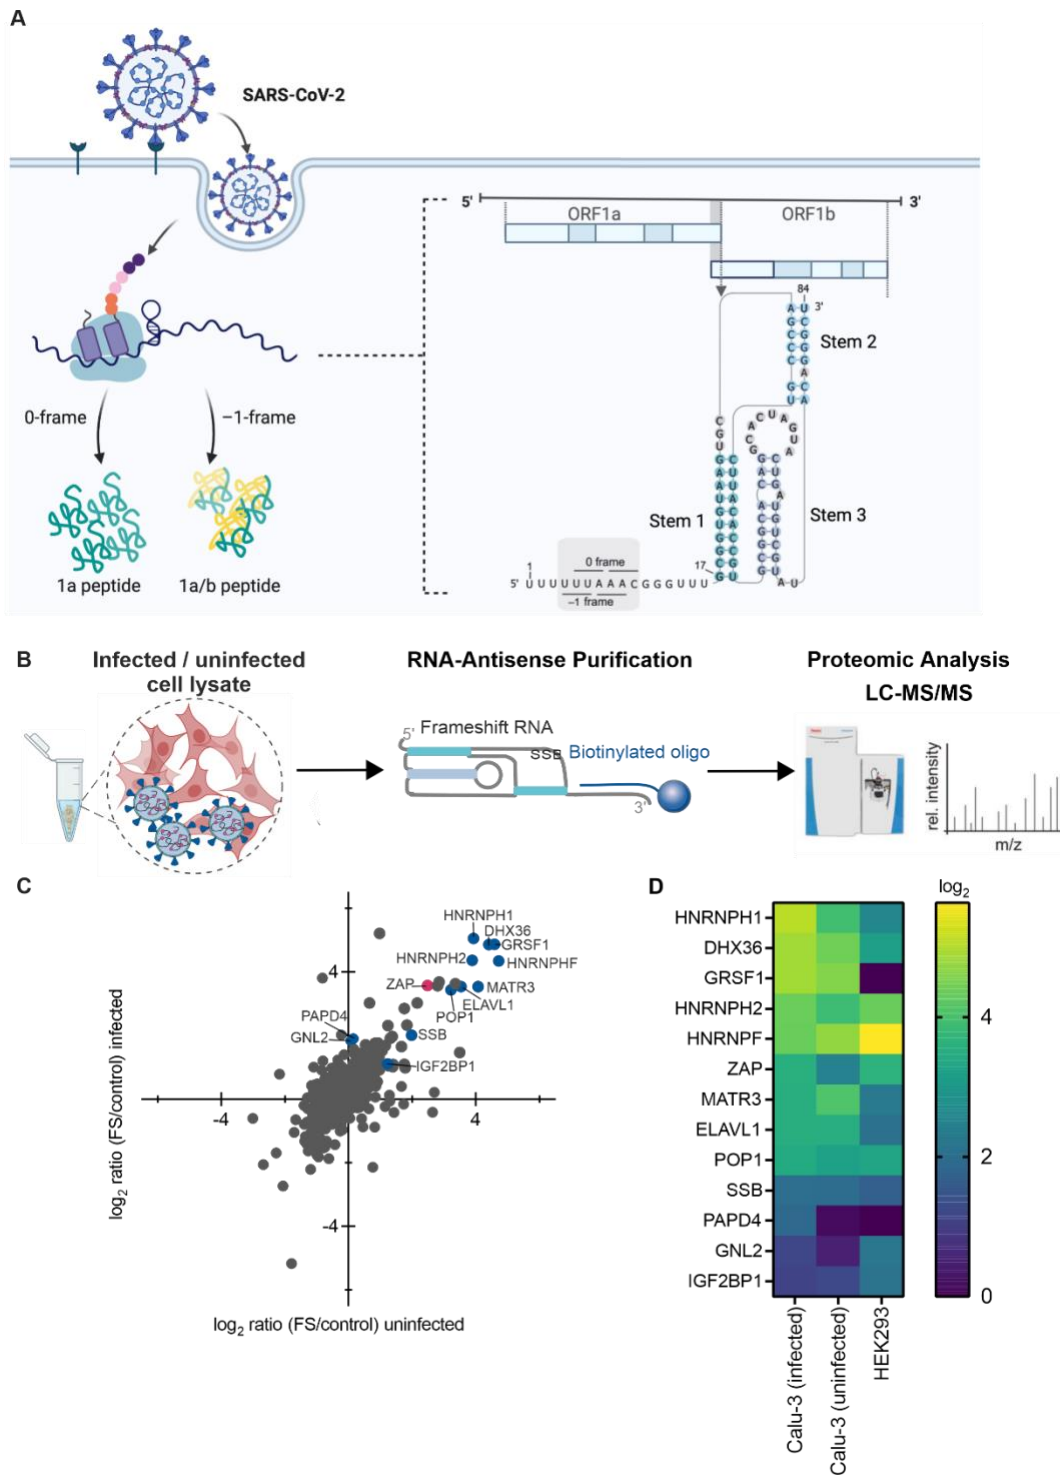 A
SARS-CoV-2
5'
3'
ORF1a
ORF1b
84
3'
Stem 2
0-frame
−1-frame
Stem 1
Stem 3
1a peptide
1a/b peptide
0 frame
1
17
5' U U U U U U A A A C G G G U U U
−1 frame
B
Infected / uninfected
cell lysate
RNA-Antisense Purification
Proteomic Analysis
LC-MS/MS
5'
Frameshift RNA
SSB
Biotinylated oligo
3'
rel. intensity
m/z
C
log2 ratio (FS/control) infected
HNRNPH1
DHX36
GRSF1
HNRNPH2
HNRNPHF
4
ZAP
MATR3
ELAVL1
POP1
PAPD4
GNL2
SSB
IGF2BP1
-4
4
-4
log2 ratio (FS/control) uninfected
D
log2
HNRNPH1
DHX36
GRSF1
HNRNPH2
HNRNPF
ZAP
MATR3
ELAVL1
POP1
SSB
PAPD4
GNL2
IGF2BP1
4
2
0
Calu-3 (infected)
Calu-3 (uninfected)
HEK293